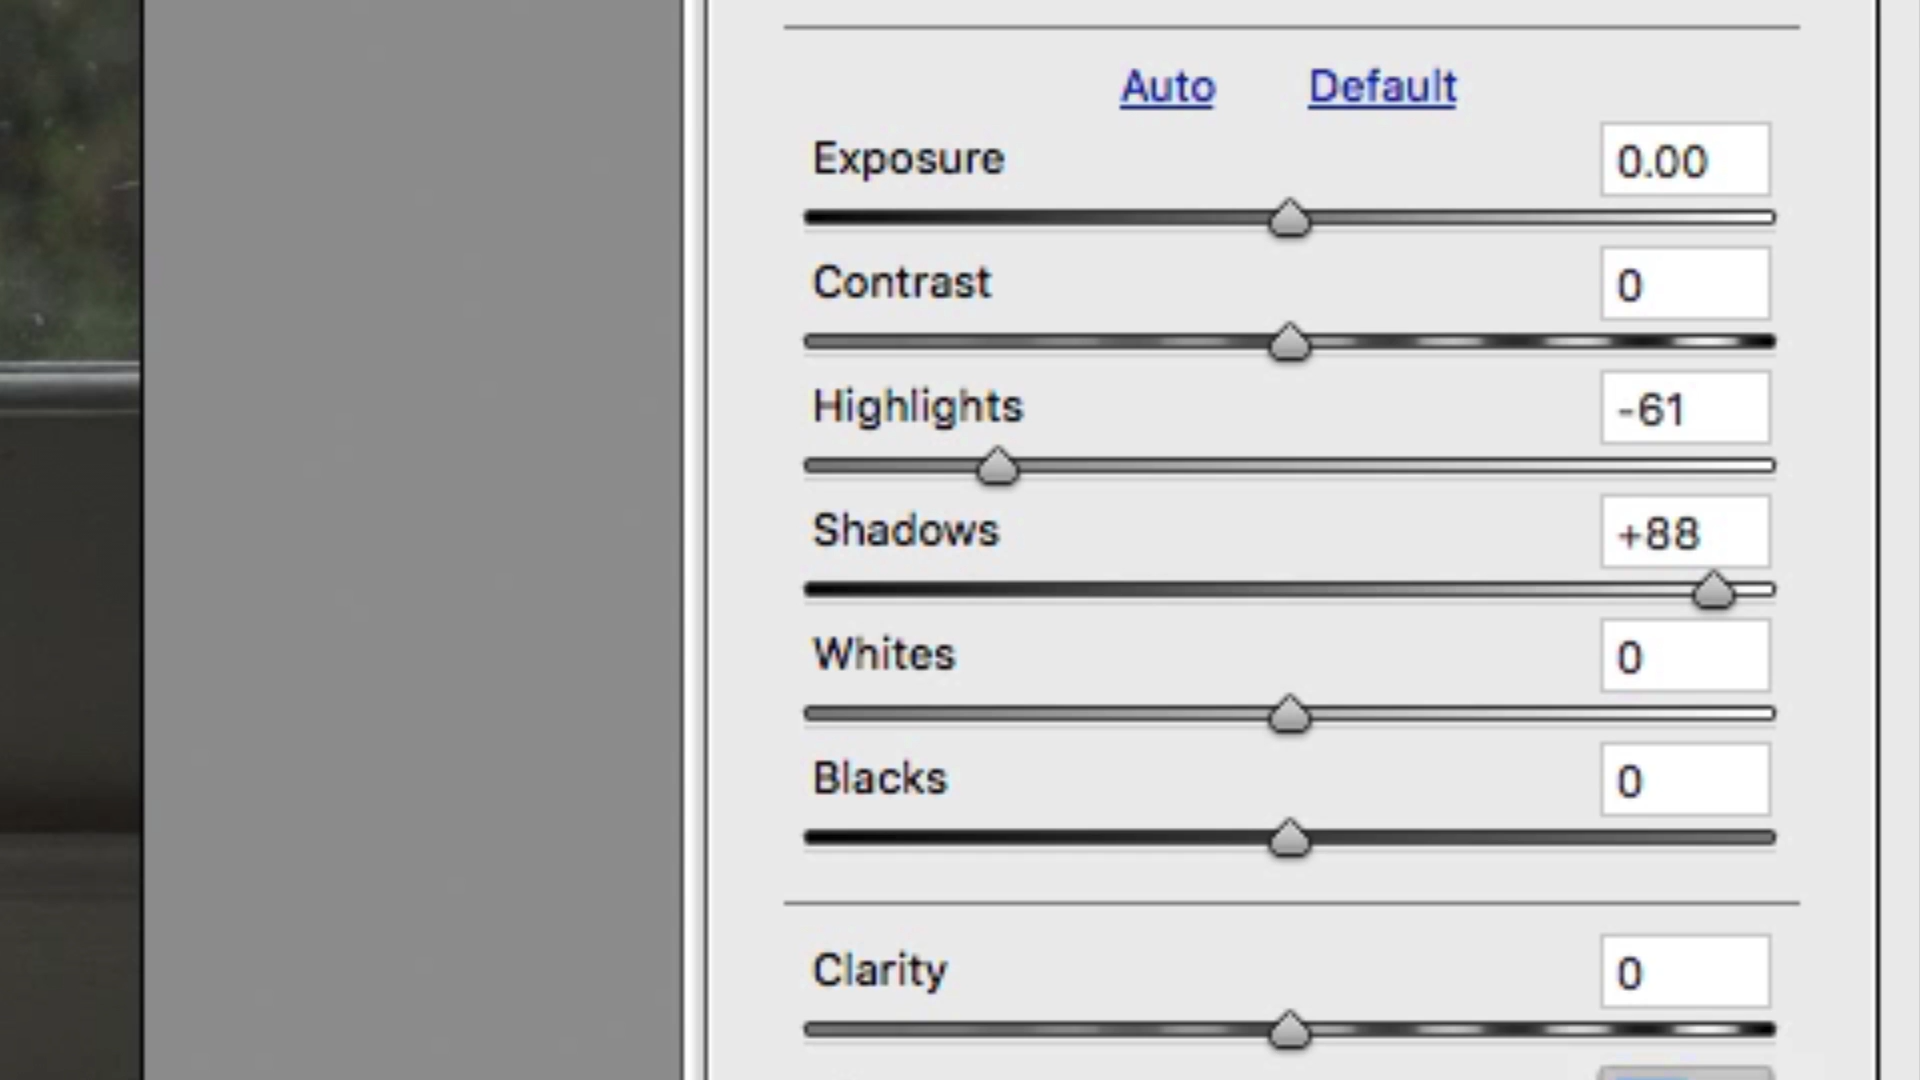 Auto Default
Exposure 0.00
Contrast 0
Highlights -61
Shadows +88
Whites 0
Blacks 0
Clarity 0